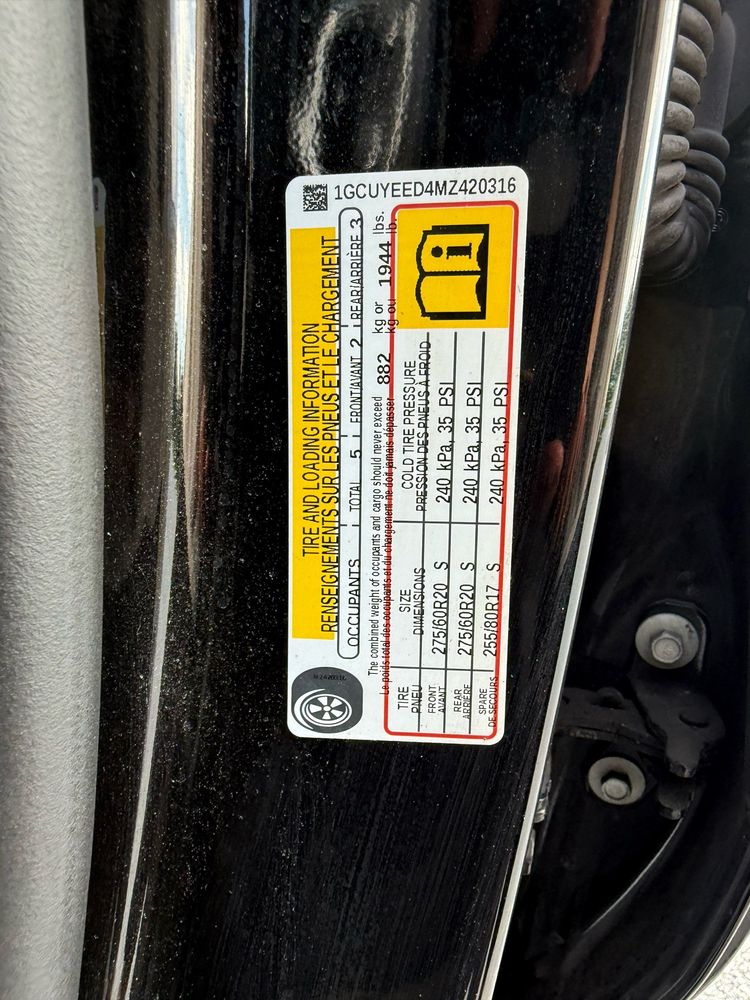 1GCUYEED4MZ420316
TIRE AND LOADING INFORMATION
RENSEIGNEMENTS SUR LES PNEUS ET LE CHARGEMENT
OCCUPANTS TOTAL 5 FRONT/AVANT 2 REAR/ARRIÈRE 3
The combined weight of occupants and cargo should never exceed 882 kg or 1944 lbs.
Le poids total des occupants et du chargement ne doit jamais dépasser kg ou lb.
TIRE SIZE COLD TIRE PRESSURE
PNEU DIMENSIONS PRESSION DES PNEUS À FROID
FRONT
AVANT 275/60R20 S 240 kPa, 35 PSI
REAR
ARRIÈRE 275/60R20 S 240 kPa, 35 PSI
SPARE
DE SECOURS 255/80R17 S 240 kPa, 35 PSI
MZ420316